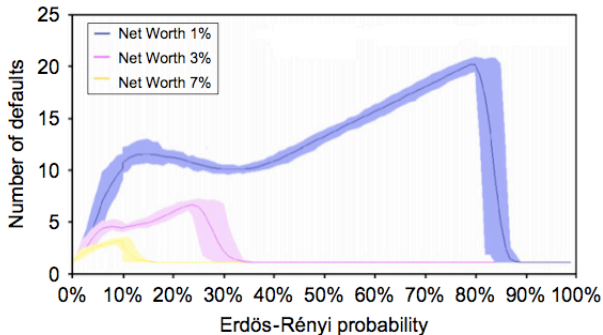 25
20
15
10
5
0
Number of defaults
Net Worth 1%
Net Worth 3%
Net Worth 7%
0% 10% 20% 30% 40% 50% 60% 70% 80% 90% 100%
Erdös-Rényi probability